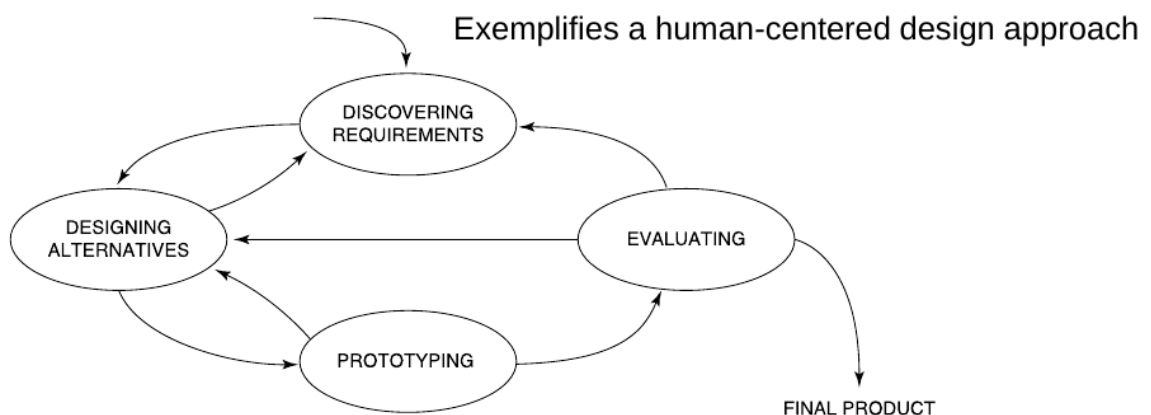 Exemplifies a human-centered design approach
DISCOVERING
REQUIREMENTS
DESIGNING
ALTERNATIVES
EVALUATING
PROTOTYPING
FINAL PRODUCT